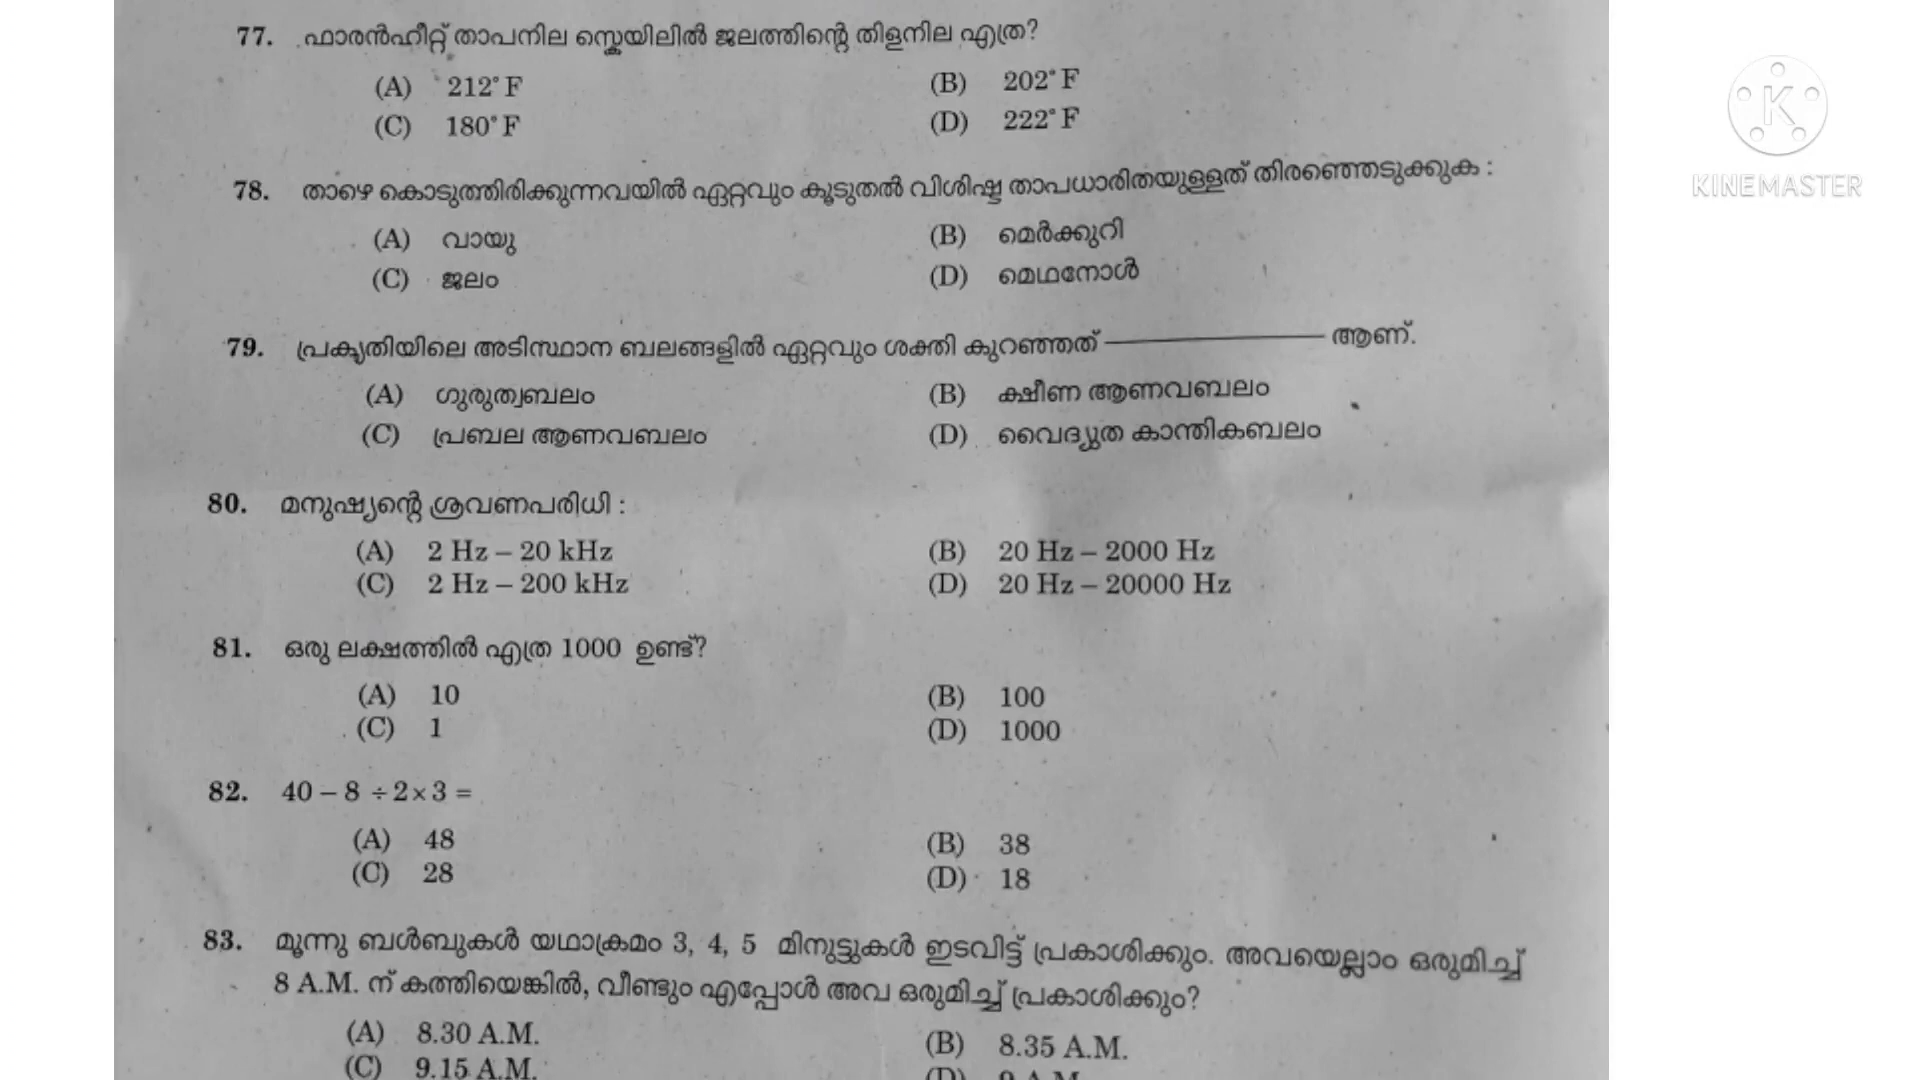 77. ഫാരൻഹീറ്റ് താപനില സ്കെയിലിൽ ജലത്തിന്റെ തിളനില എത്ര?
(A) 212° F (B) 202° F
(C) 180° F (D) 222° F
78. താഴെ കൊടുത്തിരിക്കുന്നവയിൽ ഏറ്റവും കൂടുതൽ വിശിഷ്ട താപധാരിതയുള്ളത് തിരഞ്ഞെടുക്കുക :
(A) വായു (B) മെർക്കുറി
(C) ജലം (D) മെഥനോൾ
79. പ്രകൃതിയിലെ അടിസ്ഥാന ബലങ്ങളിൽ ഏറ്റവും ശക്തി കുറഞ്ഞത് ———— ആണ്.
(A) ഗുരുത്വബലം (B) ക്ഷീണ ആണവബലം
(C) പ്രബല ആണവബലം (D) വൈദ്യുത കാന്തികബലം
80. മനുഷ്യന്റെ ശ്രവണപരിധി :
(A) 2 Hz – 20 kHz (B) 20 Hz – 2000 Hz
(C) 2 Hz – 200 kHz (D) 20 Hz – 20000 Hz
81. ഒരു ലക്ഷത്തിൽ എത്ര 1000 ഉണ്ട്?
(A) 10 (B) 100
(C) 1 (D) 1000
82. 40 – 8 ÷ 2 × 3 =
(A) 48 (B) 38
(C) 28 (D) 18
83. മൂന്നു ബൾബുകൾ യഥാക്രമം 3, 4, 5 മിനുട്ടുകൾ ഇടവിട്ട് പ്രകാശിക്കും. അവയെല്ലാം ഒരുമിച്ച്
8 A.M. ന് കത്തിയെങ്കിൽ, വീണ്ടും എപ്പോൾ അവ ഒരുമിച്ച് പ്രകാശിക്കും?
(A) 8.30 A.M. (B) 8.35 A.M.
(C) 9.15 A.M. (D) 9 A.M.
K
KINEMASTER